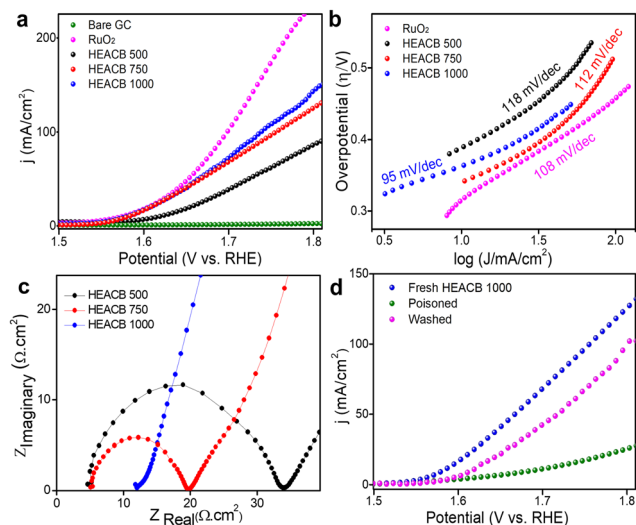 a
Bare GC
RuO₂
HEACB 500
HEACB 750
HEACB 1000
j (mA/cm²)
200
100
0
1.5 1.6 1.7 1.8
Potential (V vs. RHE)
b
RuO₂
HEACB 500
HEACB 750
HEACB 1000
118 mV/dec
112 mV/dec
95 mV/dec
108 mV/dec
Overpotential (η/V)
0.5
0.4
0.3
0.5 1.0 1.5 2.0
log (J/mA/cm²)
c
HEACB 500
HEACB 750
HEACB 1000
Z Imaginary (Ω.cm²)
20
10
0
0 10 20 30
Z Real (Ω.cm²)
d
Fresh HEACB 1000
Poisoned
Washed
j (mA/cm²)
150
100
50
0
1.5 1.6 1.7 1.8
Potential (V vs. RHE)